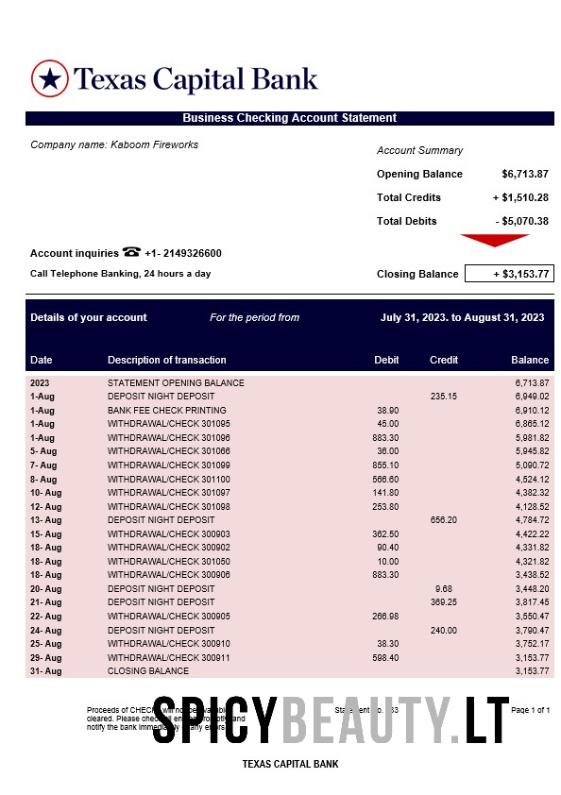 Texas Capital Bank
Business Checking Account Statement
Company name: Kaboom Fireworks
Account Summary
Opening Balance $6,713.87
Total Credits + $1,510.28
Total Debits - $5,070.38
Account inquiries ☎ +1- 2149326600
Call Telephone Banking, 24 hours a day
Closing Balance + $3,153.77
Details of your account For the period from July 31, 2023. to August 31, 2023
Date Description of transaction Debit Credit Balance
2023 STATEMENT OPENING BALANCE 6,713.87
1-Aug DEPOSIT NIGHT DEPOSIT 235.15 6,949.02
1-Aug BANK FEE CHECK PRINTING 38.90 6,910.12
1-Aug WITHDRAWAL/CHECK 301095 45.00 6,865.12
1-Aug WITHDRAWAL/CHECK 301096 883.30 5,981.82
5- Aug WITHDRAWAL/CHECK 301066 36.00 5,945.82
7- Aug WITHDRAWAL/CHECK 301099 855.10 5,090.72
8- Aug WITHDRAWAL/CHECK 301100 566.60 4,524.12
10- Aug WITHDRAWAL/CHECK 301097 141.80 4,382.32
12- Aug WITHDRAWAL/CHECK 301098 253.80 4,128.52
13- Aug DEPOSIT NIGHT DEPOSIT 656.20 4,784.72
15- Aug WITHDRAWAL/CHECK 300903 362.50 4,422.22
18- Aug WITHDRAWAL/CHECK 300902 90.40 4,331.82
18- Aug WITHDRAWAL/CHECK 301050 10.00 4,321.82
18- Aug WITHDRAWAL/CHECK 300906 883.30 3,438.52
20- Aug DEPOSIT NIGHT DEPOSIT 9.68 3,448.20
21- Aug DEPOSIT NIGHT DEPOSIT 369.25 3,817.45
22- Aug WITHDRAWAL/CHECK 300905 266.98 3,550.47
24- Aug DEPOSIT NIGHT DEPOSIT 240.00 3,790.47
25- Aug WITHDRAWAL/CHECK 300910 38.30 3,752.17
29- Aug WITHDRAWAL/CHECK 300911 598.40 3,153.77
31- Aug CLOSING BALANCE 3,153.77
Proceeds of Page 1 of 1
cleared. Please and
notify the bank errors
SPICYBEAUTY.LT
TEXAS CAPITAL BANK